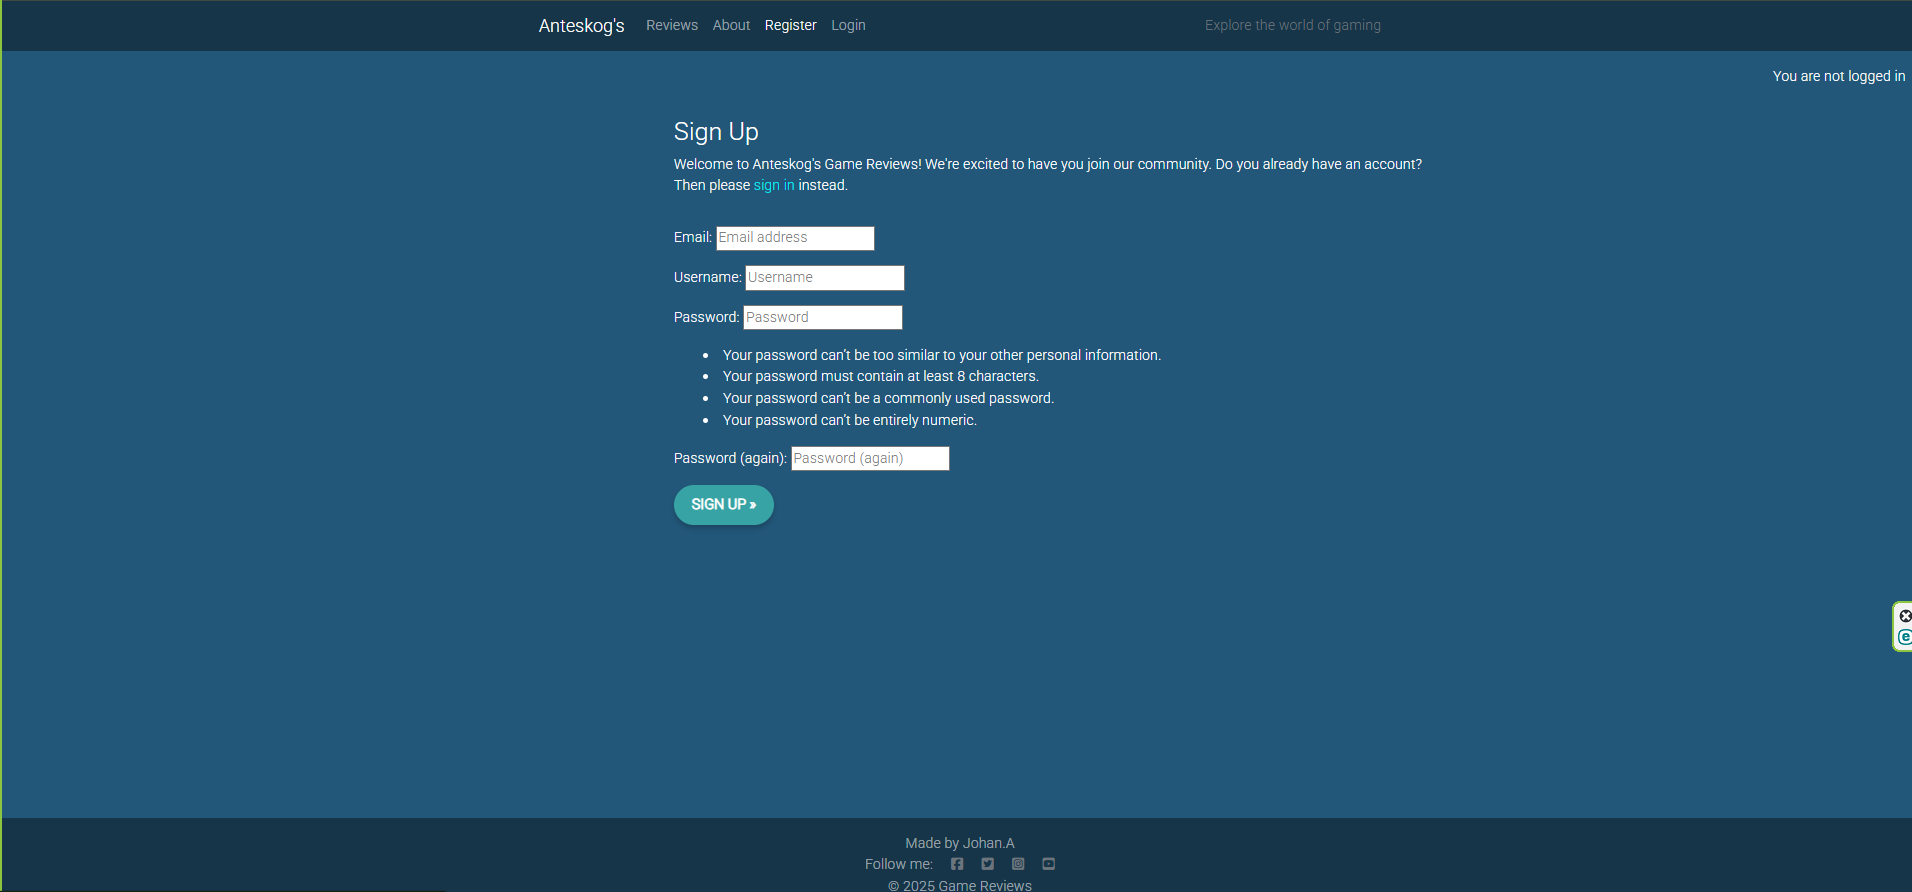 Anteskog's Reviews About Register Login Explore the world of gaming
You are not logged in
Sign Up
Welcome to Anteskog's Game Reviews! We're excited to have you join our community. Do you already have an account?
Then please sign in instead.
Email: Email address
Username: Username
Password: Password
• Your password can't be too similar to your other personal information.
• Your password must contain at least 8 characters.
• Your password can't be a commonly used password.
• Your password can't be entirely numeric.
Password (again): Password (again)
SIGN UP »
Made by Johan.A
Follow me:
© 2025 Game Reviews